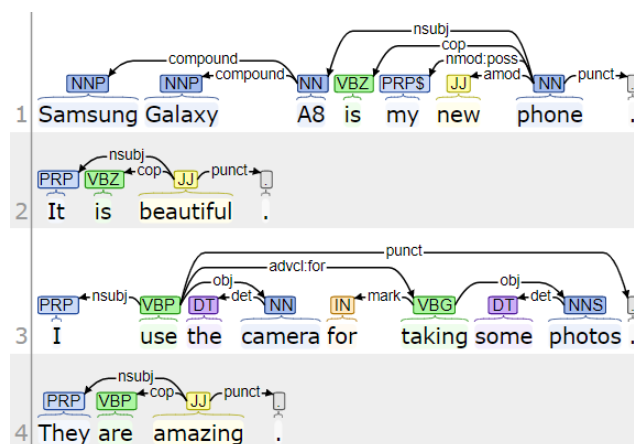 nsubj
cop
compound nmod:poss
compound amod punct
NNP NNP NN VBZ PRP$ JJ NN .
1 Samsung Galaxy A8 is my new phone .
nsubj
cop punct
PRP VBZ JJ .
2 It is beautiful .
punct
advcl:for
obj obj
nsubj det mark det
PRP VBP DT NN IN VBG DT NNS .
3 I use the camera for taking some photos .
nsubj
cop punct
PRP VBP JJ .
4 They are amazing .